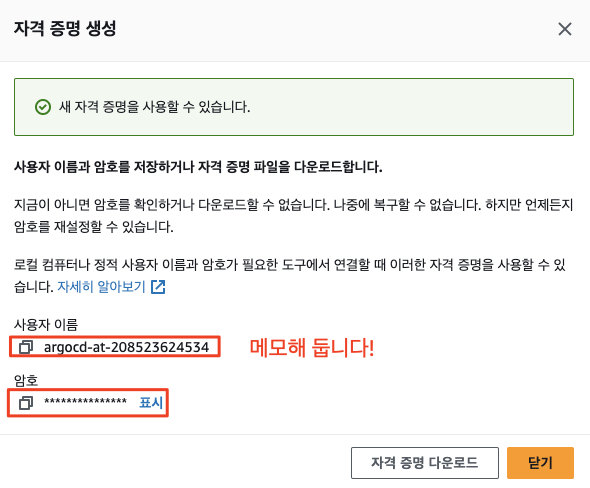 자격 증명 생성
새 자격 증명을 사용할 수 있습니다.
사용자 이름과 암호를 저장하거나 자격 증명 파일을 다운로드합니다.
지금이 아니면 암호를 확인하거나 다운로드할 수 없습니다. 나중에 복구할 수 없습니다. 하지만 언제든지
암호를 재설정할 수 있습니다.
로컬 컴퓨터나 정적 사용자 이름과 암호가 필요한 도구에서 연결할 때 이러한 자격 증명을 사용할 수 있
습니다. 자세히 알아보기
사용자 이름
argocd-at-208523624534
메모해 둡니다!
암호
*************** 표시
자격 증명 다운로드
닫기